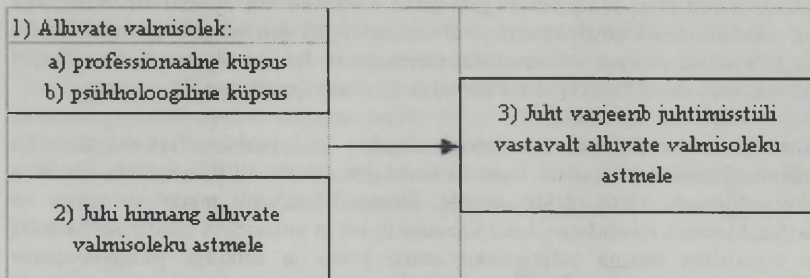 1) Alluvate valmisolek:
a) professionaalne küpsus
b) psühholoogiline küpsus
2) Juhi hinnang alluvate
valmisoleku astmele
3) Juht varjeerib juhtimisstiili
vastavalt alluvate valmisoleku
astmele